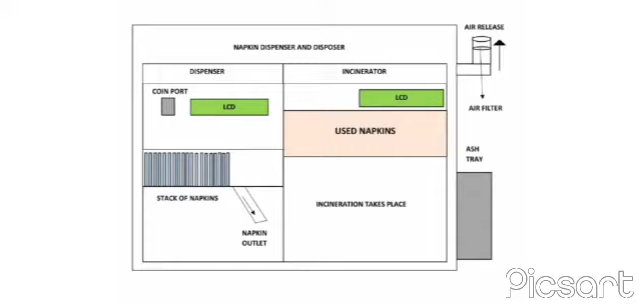 AIR RELEASE
NAPKIN DISPENSER AND DISPOSER
DISPENSER
INCINERATOR
COIN PORT
LCD
LCD
AIR FILTER
USED NAPKINS
ASH
TRAY
STACK OF NAPKINS
INCINERATION TAKES PLACE
NAPKIN
OUTLET
Picsart